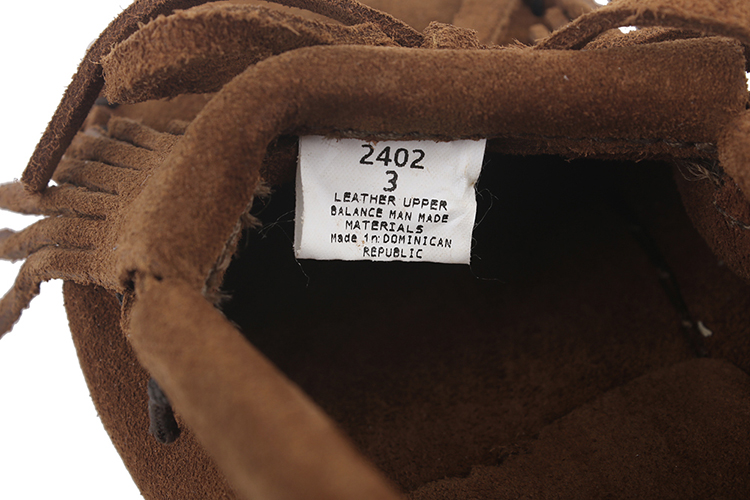 2402
3
LEATHER UPPER
BALANCE MAN MADE
MATERIALS
Made in:DOMINICAN
REPUBLIC